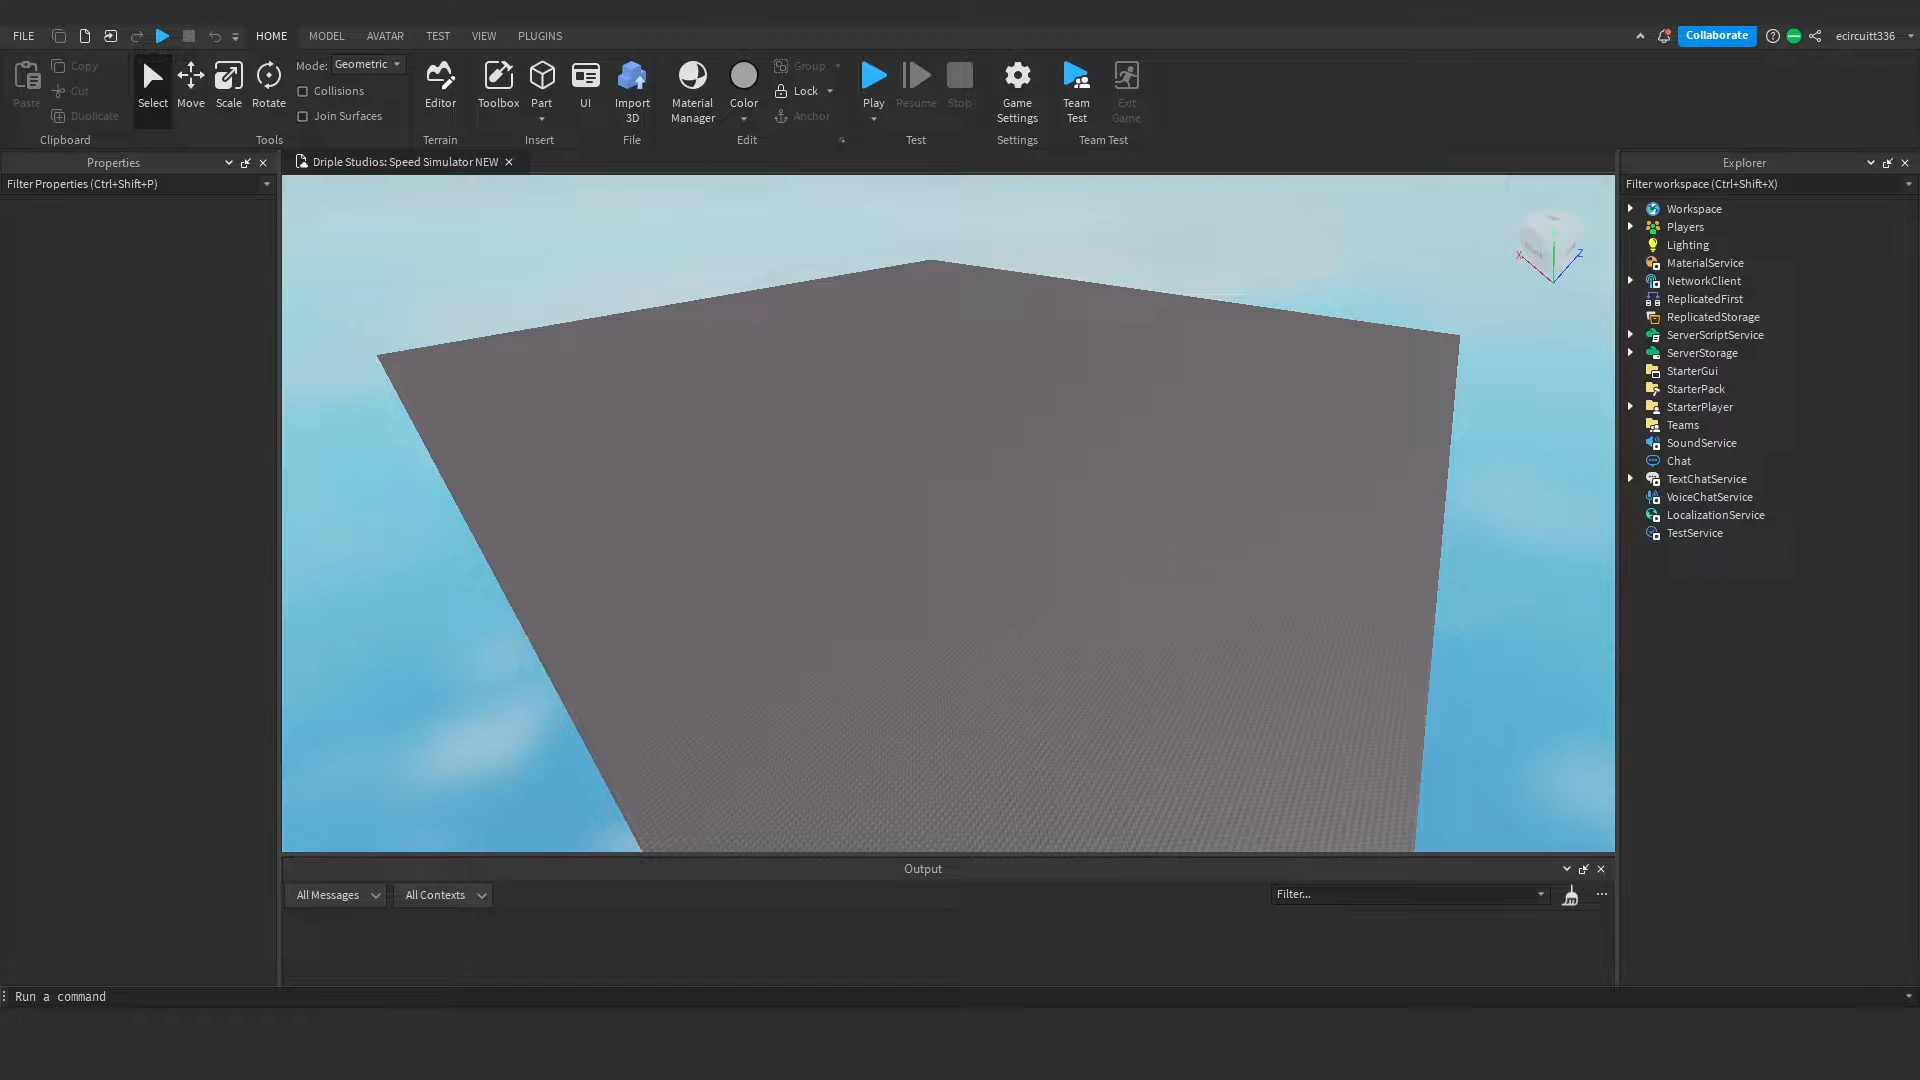 FILE HOME MODEL AVATAR TEST VIEW PLUGINS Collaborate ecircuitt336
Paste Copy Cut Duplicate
Clipboard
Select Move Scale Rotate
Mode: Geometric
Collisions
Join Surfaces
Tools
Editor
Terrain
Toolbox Part UI
Insert
Import
3D
File
Material
Manager
Color
Group
Lock
Anchor
Edit
Play Resume Stop
Test
Game
Settings
Settings
Team
Test
Exit
Game
Team Test
Properties
Filter Properties (Ctrl+Shift+P)
Driple Studios: Speed Simulator NEW
X
Z
Explorer
Filter workspace (Ctrl+Shift+X)
Workspace
Players
Lighting
MaterialService
NetworkClient
ReplicatedFirst
ReplicatedStorage
ServerScriptService
ServerStorage
StarterGui
StarterPack
StarterPlayer
Teams
SoundService
Chat
TextChatService
VoiceChatService
LocalizationService
TestService
Output
All Messages All Contexts Filter...
Run a command